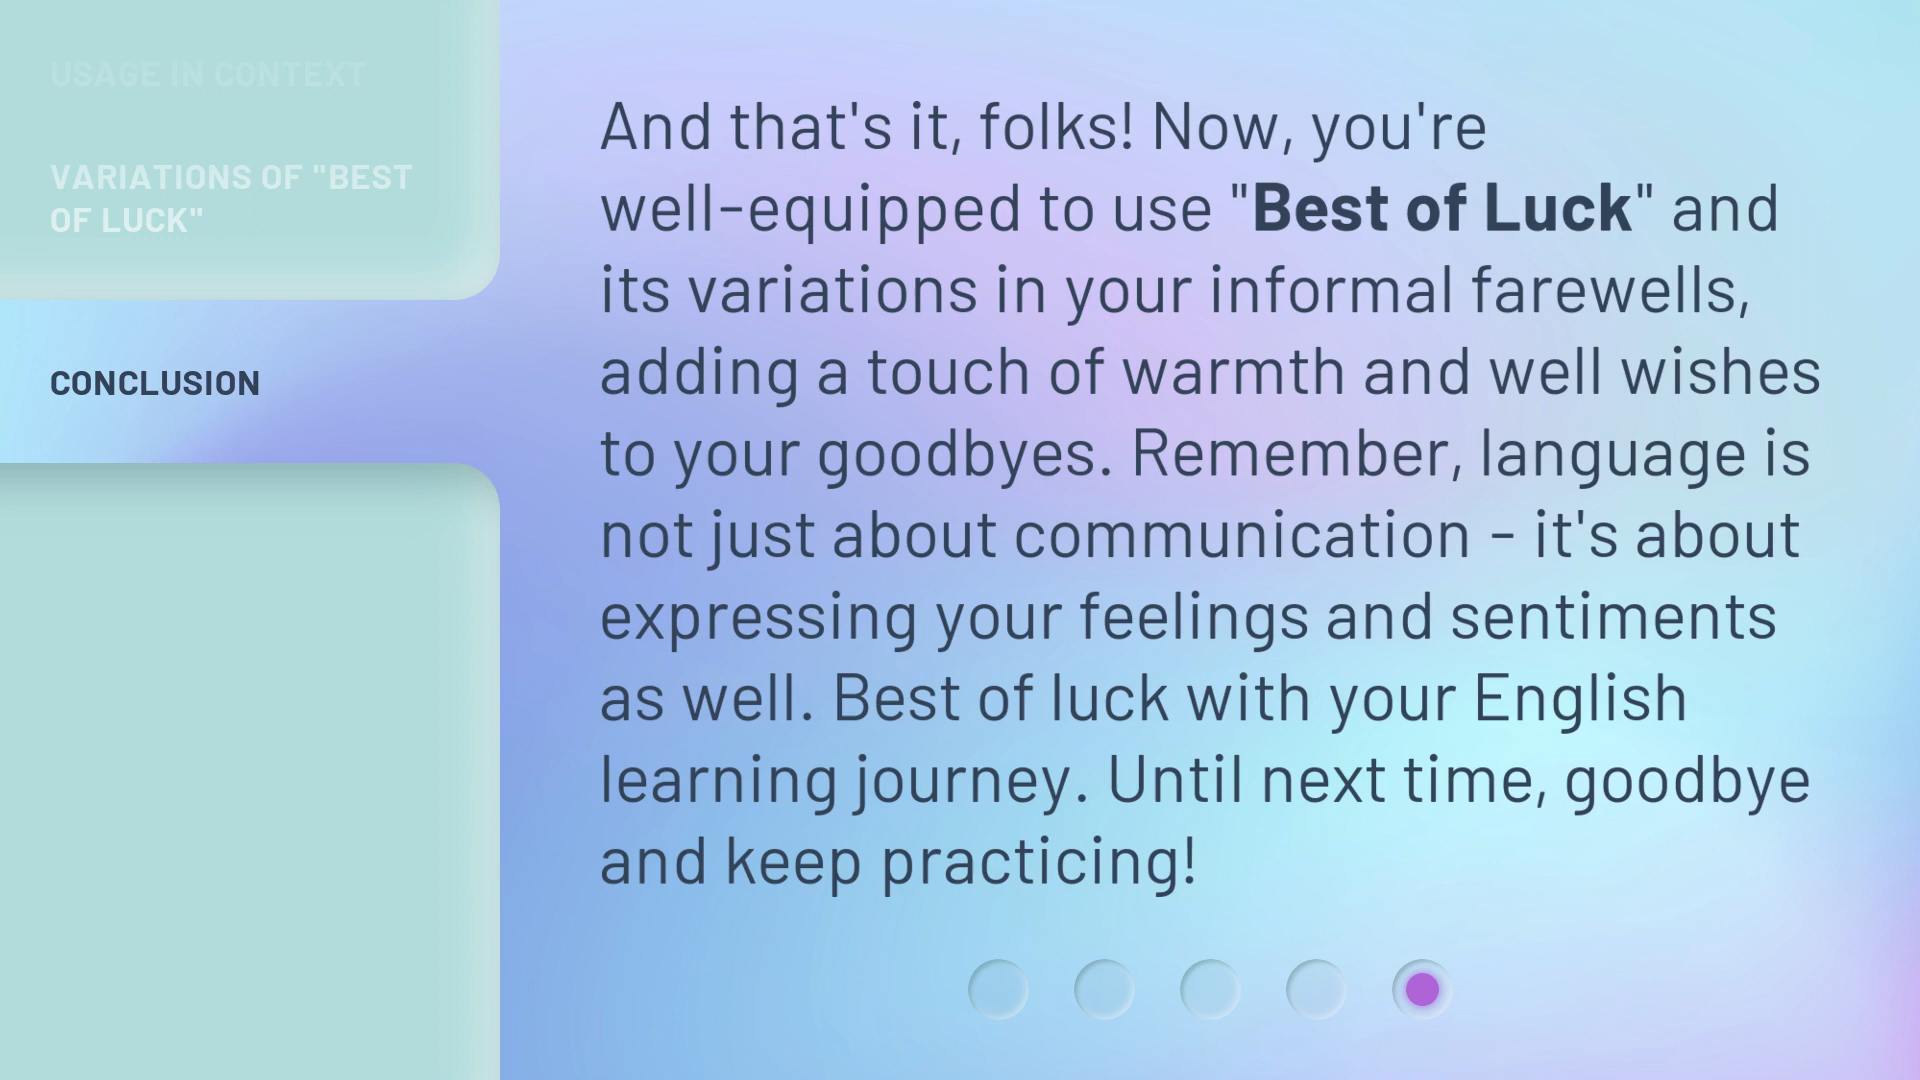 USAGE IN CONTEXT
VARIATIONS OF "BEST
OF LUCK"
CONCLUSION
And that's it, folks! Now, you're
well-equipped to use "Best of Luck" and
its variations in your informal farewells,
adding a touch of warmth and well wishes
to your goodbyes. Remember, language is
not just about communication - it's about
expressing your feelings and sentiments
as well. Best of luck with your English
learning journey. Until next time, goodbye
and keep practicing!